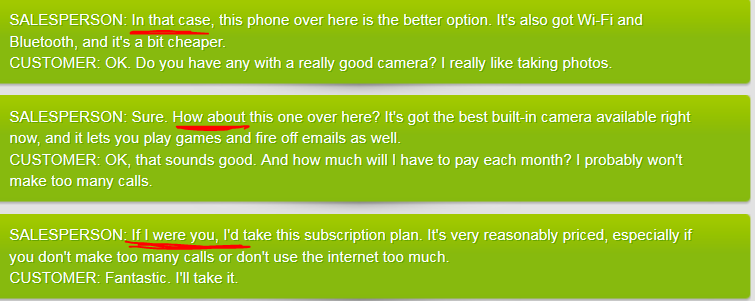 SALESPERSON: In that case, this phone over here is the better option. It's also got Wi-Fi and
Bluetooth, and it's a bit cheaper.
CUSTOMER: OK. Do you have any with a really good camera? I really like taking photos.
SALESPERSON: Sure. How about this one over here? It's got the best built-in camera available right
now, and it lets you play games and fire off emails as well.
CUSTOMER: OK, that sounds good. And how much will I have to pay each month? I probably won't
make too many calls.
SALESPERSON: If I were you, I'd take this subscription plan. It's very reasonably priced, especially if
you don't make too many calls or don't use the internet too much.
CUSTOMER: Fantastic. I'll take it.